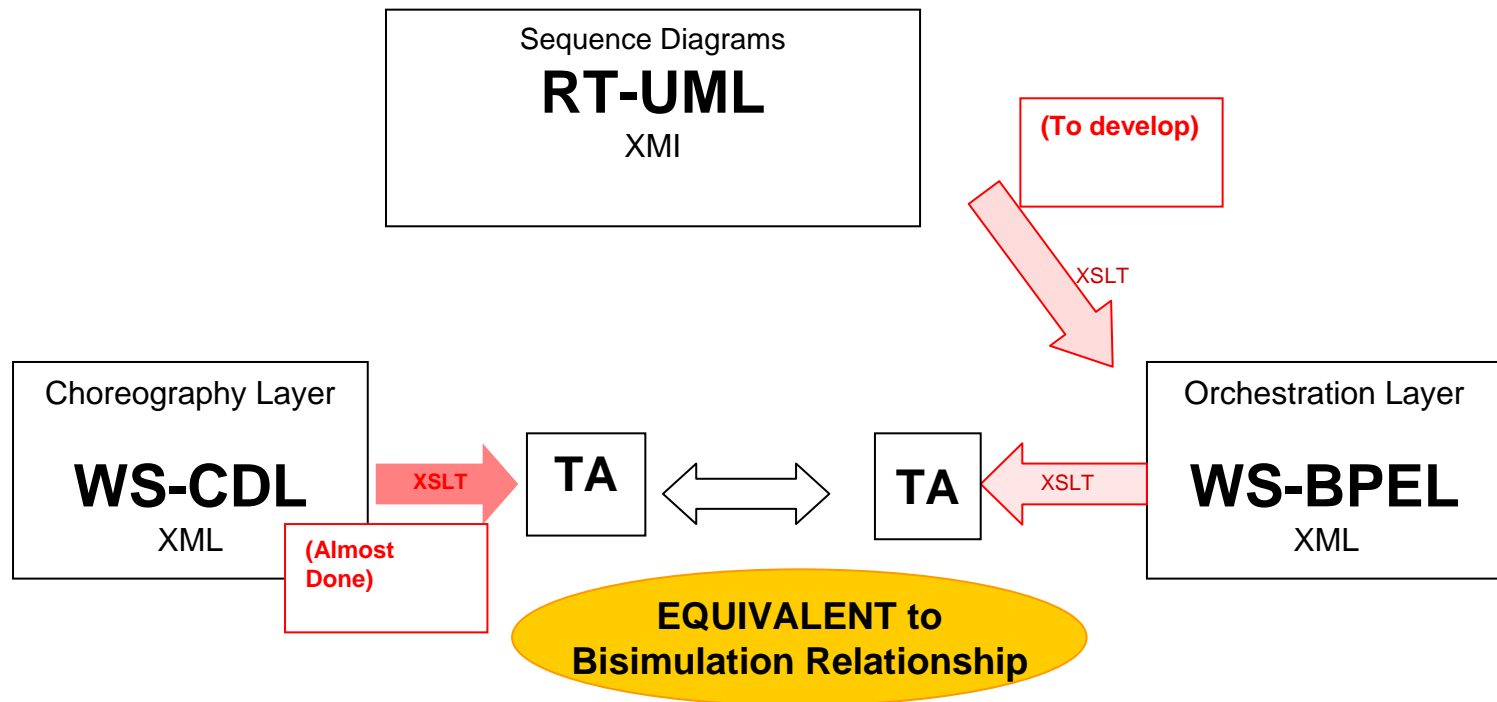 Sequence Diagrams
RT-UML
XMI
(To develop)
XSLT
Choreography Layer
WS-CDL
XML
(Almost
Done)
XSLT
TA
TA
XSLT
Orchestration Layer
WS-BPEL
XML
EQUIVALENT to
Bisimulation Relationship